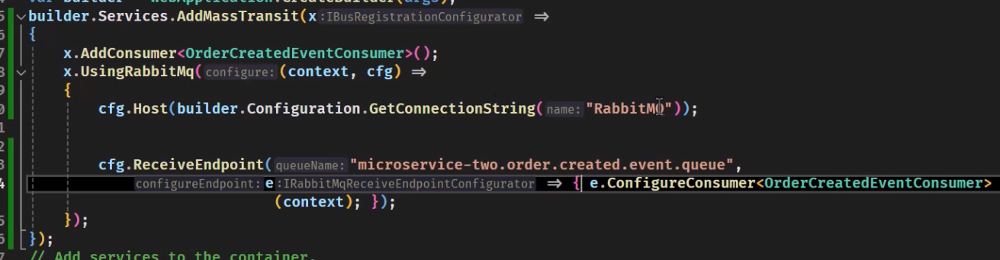 var builder = WebApplication.CreateBuilder(args);
builder.Services.AddMassTransit(x :IBusRegistrationConfigurator =>
{
x.AddConsumer<OrderCreatedEventConsumer>();
x.UsingRabbitMq( configure: (context, cfg) =>
{
cfg.Host(builder.Configuration.GetConnectionString( name: "RabbitMQ"));
cfg.ReceiveEndpoint( queueName: "microservice-two.order.created.event.queue",
configureEndpoint: e :IRabbitMqReceiveEndpointConfigurator => { e.ConfigureConsumer<OrderCreatedEventConsumer>
(context); });
});
});
// Add services to the container.